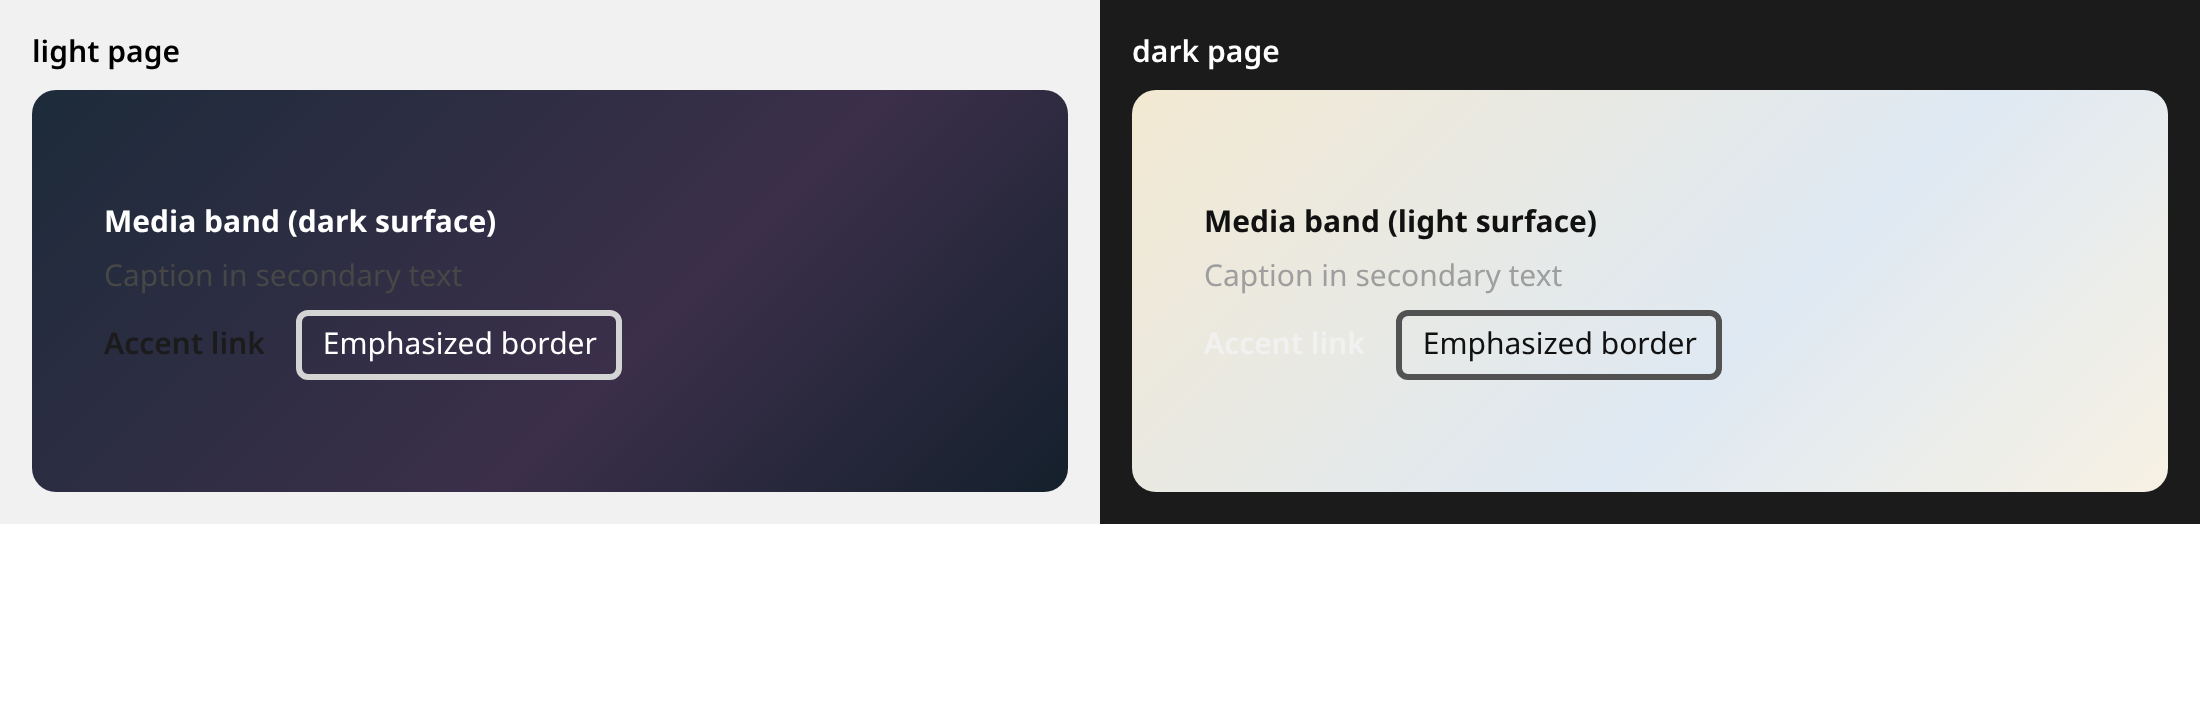 light page
Media band (dark surface)
Caption in secondary text
Accent link
Emphasized border
dark page
Media band (light surface)
Caption in secondary text
Accent link
Emphasized border